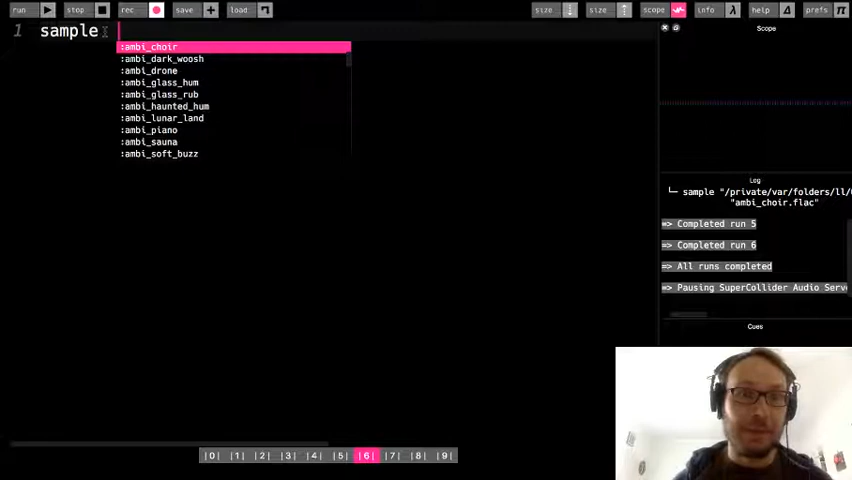 run stop rec save load size size scope info help prefs
Scope
1 sample
:ambi_choir
:ambi_dark_woosh
:ambi_drone
:ambi_glass_hum
:ambi_glass_rub
:ambi_haunted_hum
:ambi_lunar_land
:ambi_piano
:ambi_sauna
:ambi_soft_buzz
Log
└─ sample "/private/var/folders/ll/
"ambi_choir.flac"
=> Completed run 5
=> Completed run 6
=> All runs completed
=> Pausing SuperCollider Audio Serve
Cues
|0| |1| |2| |3| |4| |5| |6| |7| |8| |9|